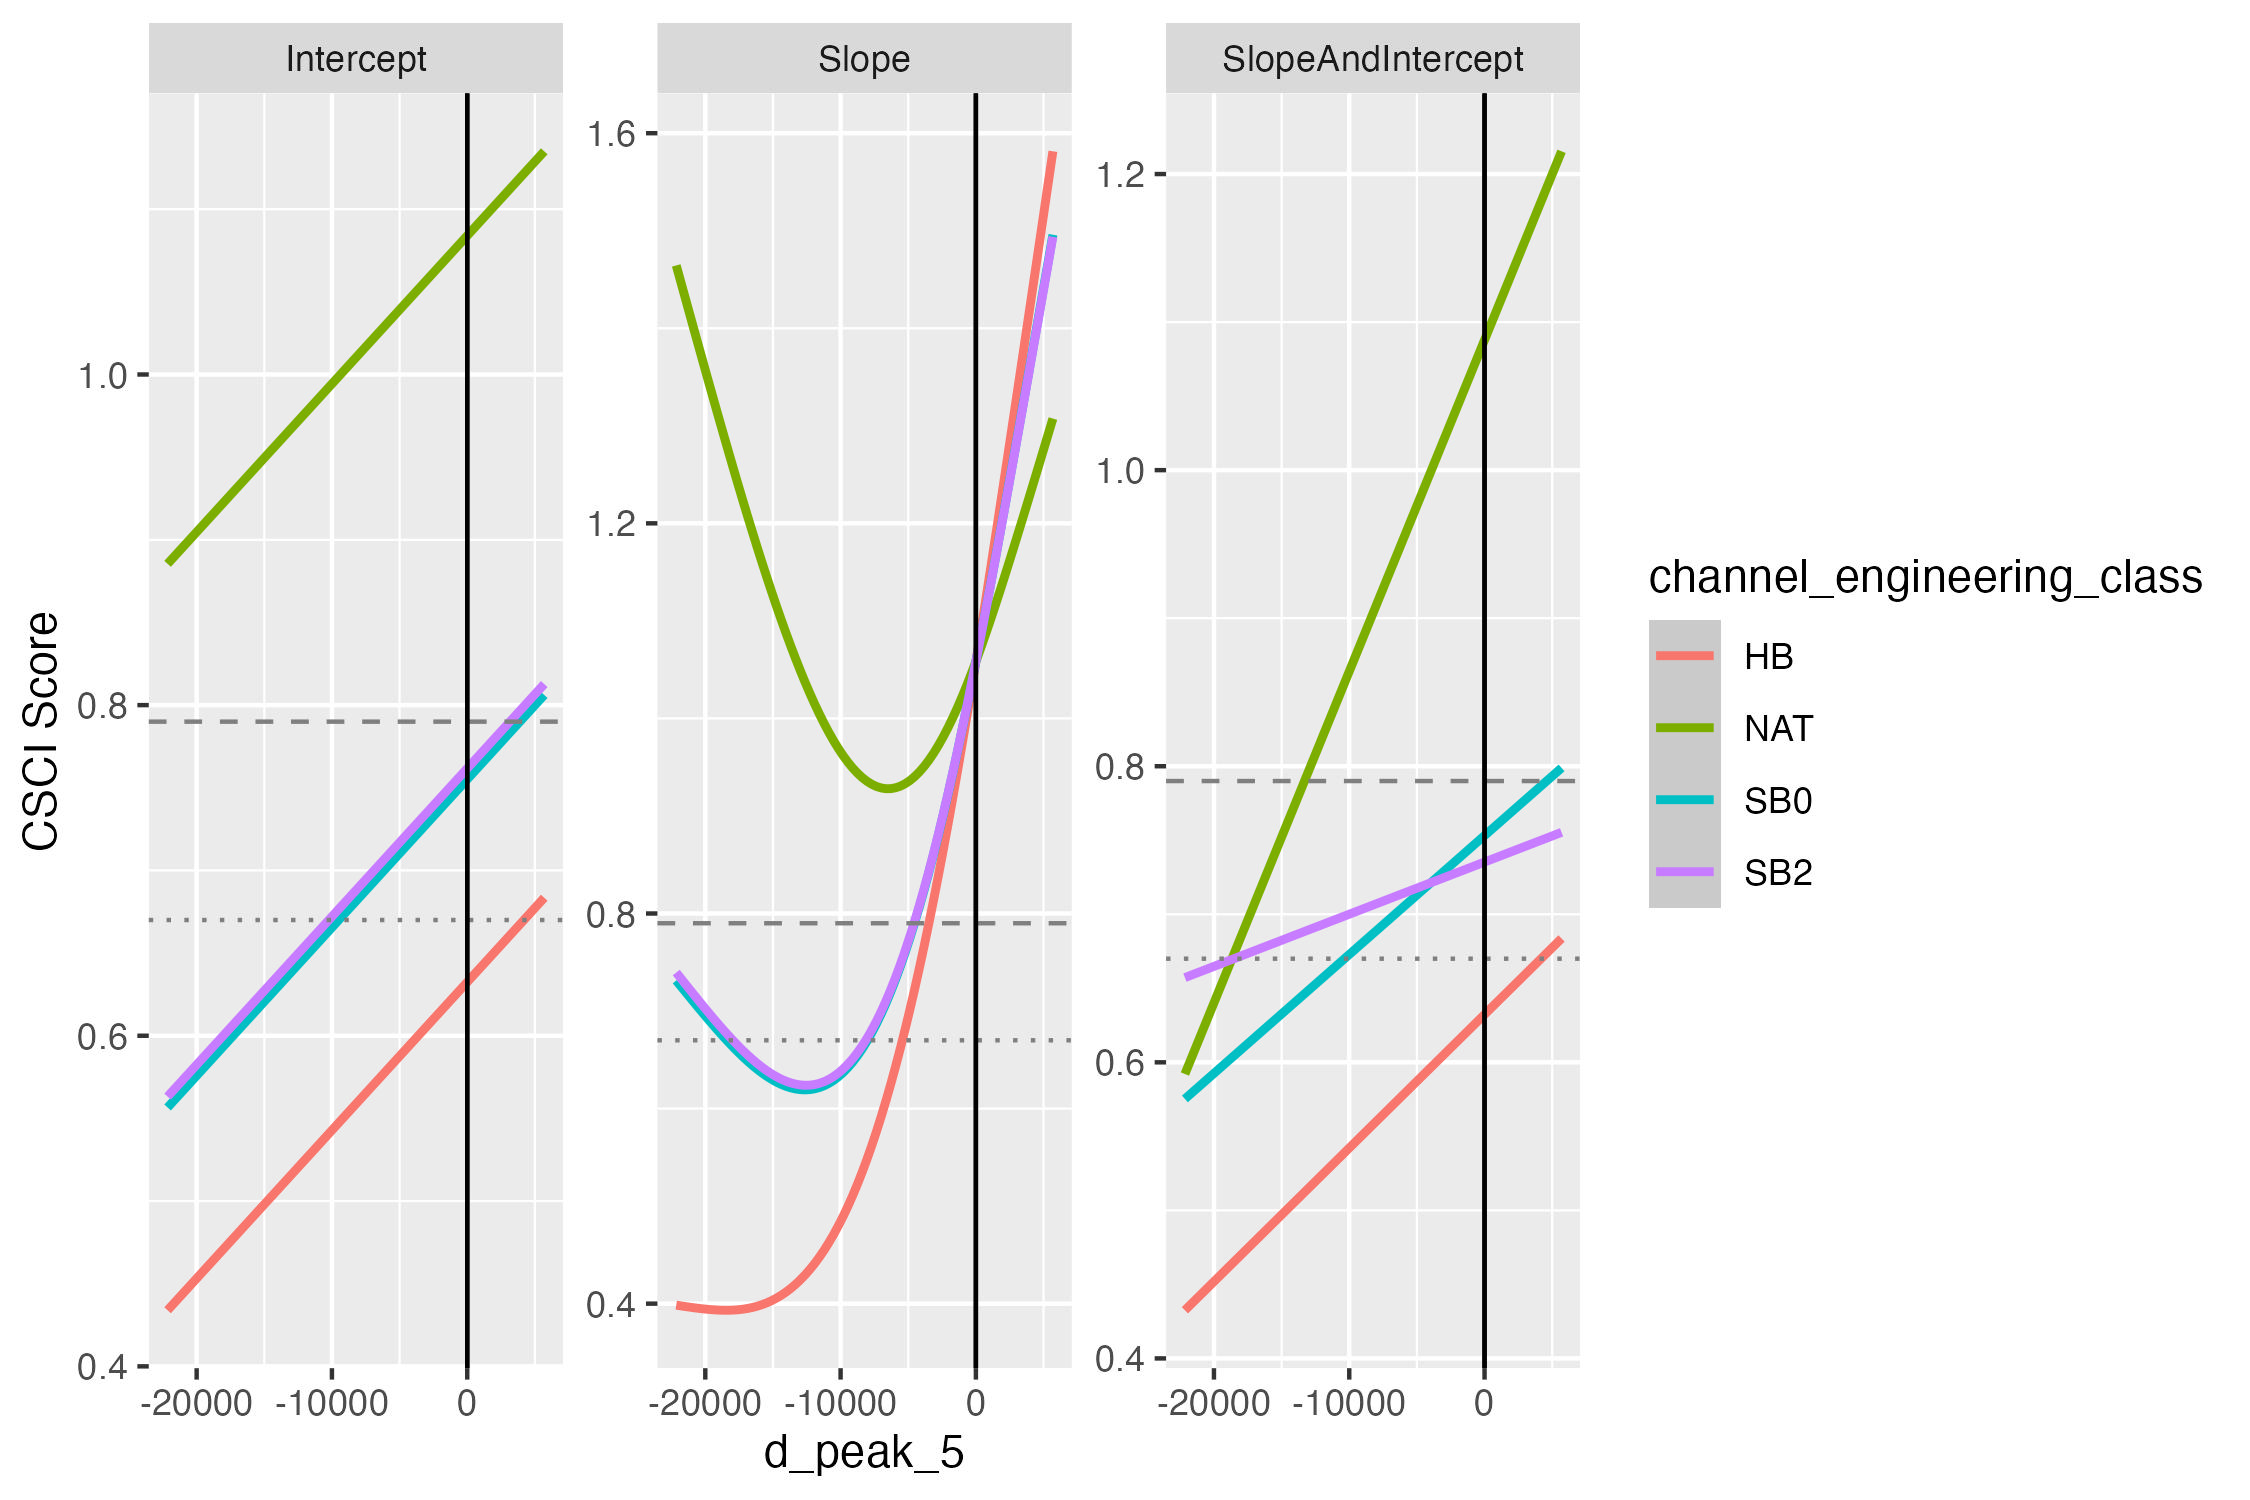 Intercept
Slope
SlopeAndIntercept
CSCI Score
1.0
0.8
0.6
0.4
1.6
1.2
0.8
0.4
1.2
1.0
0.8
0.6
0.4
-20000 -10000 0
-20000 -10000 0
-20000 -10000 0
d_peak_5
channel_engineering_class
HB
NAT
SB0
SB2